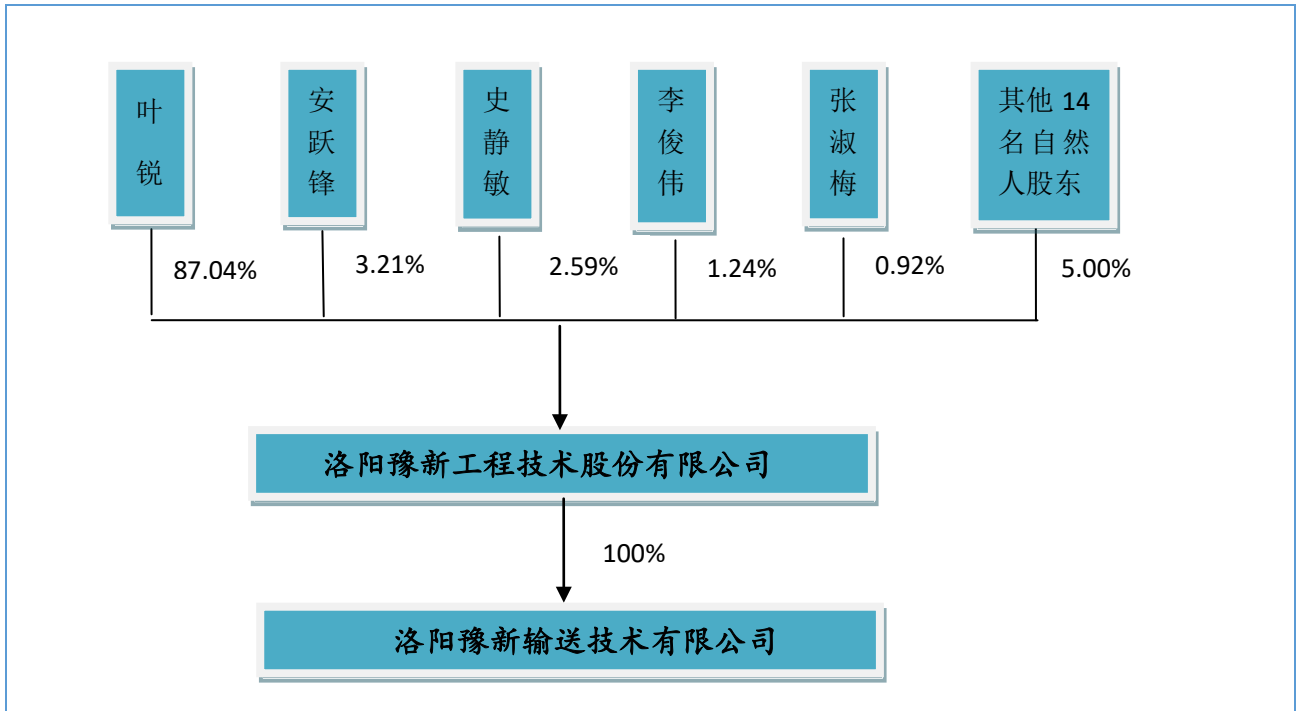 叶
锐
安
跃
锋
史
静
敏
李
俊
伟
张
淑
梅
其他 14
名自然
人股东
87.04%
3.21%
2.59%
1.24%
0.92%
5.00%
洛阳豫新工程技术股份有限公司
100%
洛阳豫新输送技术有限公司